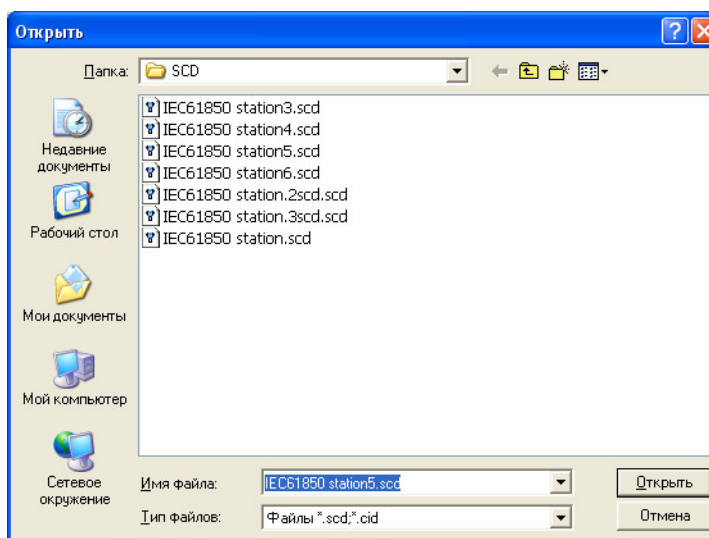 Открыть
Папка: SCD
IEC61850 station3.scd
IEC61850 station4.scd
IEC61850 station5.scd
IEC61850 station6.scd
IEC61850 station.2scd.scd
IEC61850 station.3scd.scd
IEC61850 station.scd
Недавние
документы
Рабочий стол
Мои документы
Мой компьютер
Сетевое
окружение
Имя файла: IEC61850 station5.scd Открыть
Тип файлов: Файлы *.scd;*.cid Отмена